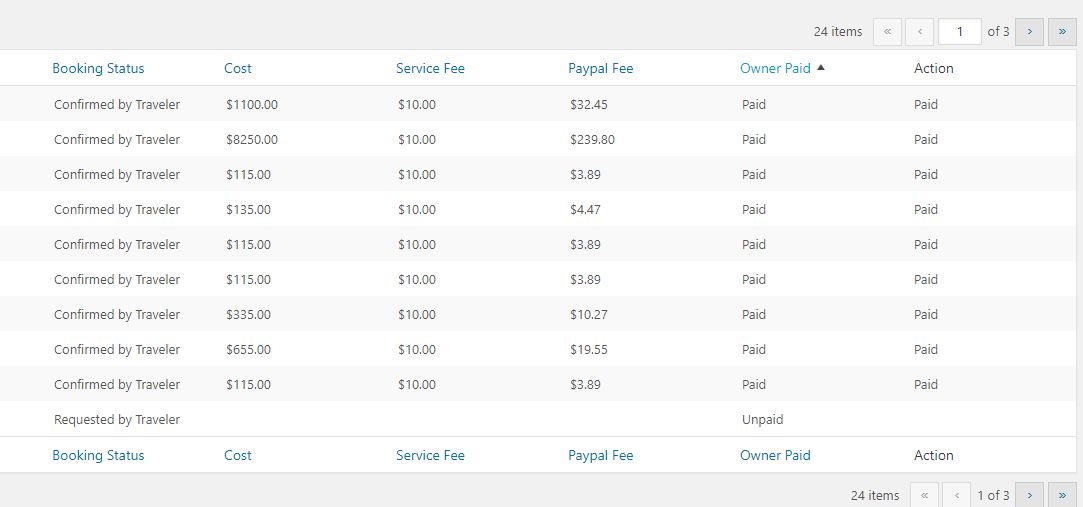 24 items « ‹ 1 of 3 › »
Booking Status Cost Service Fee Paypal Fee Owner Paid ▲ Action
Confirmed by Traveler $1100.00 $10.00 $32.45 Paid Paid
Confirmed by Traveler $8250.00 $10.00 $239.80 Paid Paid
Confirmed by Traveler $115.00 $10.00 $3.89 Paid Paid
Confirmed by Traveler $135.00 $10.00 $4.47 Paid Paid
Confirmed by Traveler $115.00 $10.00 $3.89 Paid Paid
Confirmed by Traveler $115.00 $10.00 $3.89 Paid Paid
Confirmed by Traveler $335.00 $10.00 $10.27 Paid Paid
Confirmed by Traveler $655.00 $10.00 $19.55 Paid Paid
Confirmed by Traveler $115.00 $10.00 $3.89 Paid Paid
Requested by Traveler Unpaid
Booking Status Cost Service Fee Paypal Fee Owner Paid Action
24 items « ‹ 1 of 3 › »